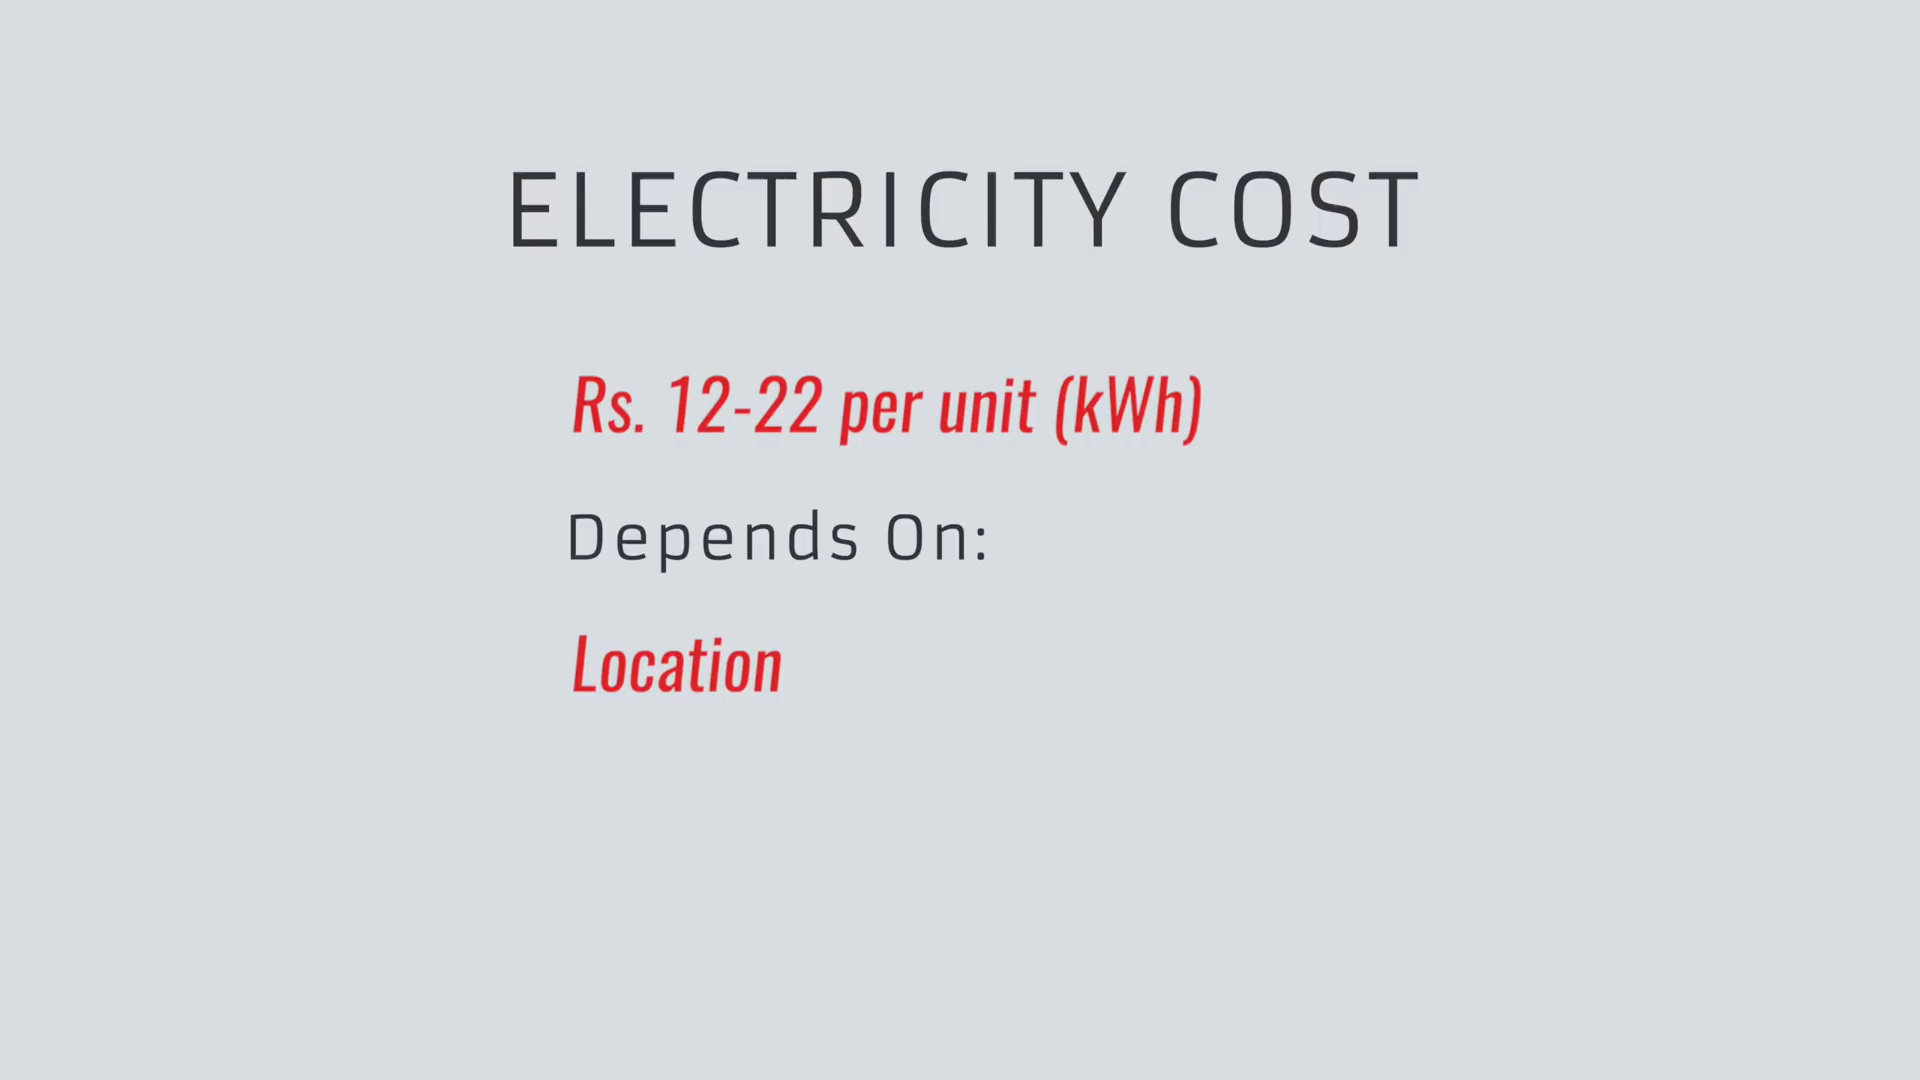 ELECTRICITY COST
Rs. 12-22 per unit (kWh)
Depends On:
Location